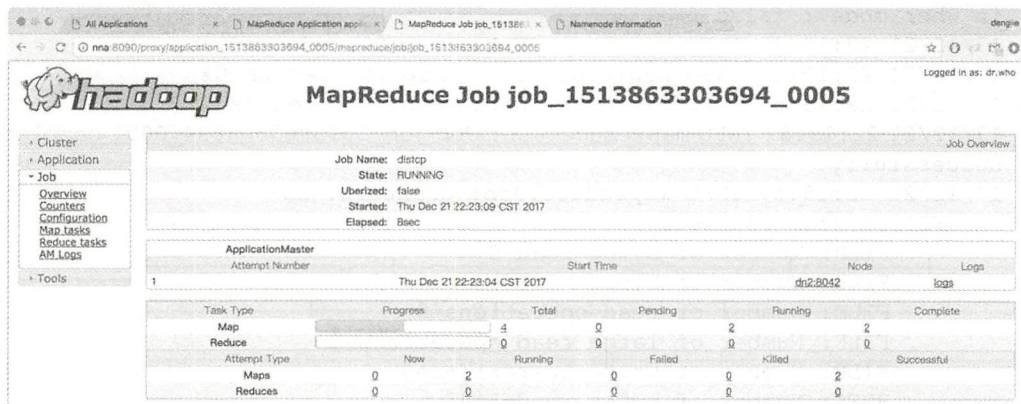 All Applications × MapReduce Application applic × MapReduce Job job_151386 × Namenode information × dengjie
nna:8090/proxy/application_1513863303694_0005/mapreduce/job/job_1513863303694_0005
Logged in as: dr.who
hadoop
MapReduce Job job_1513863303694_0005
Cluster
Application
Job
Overview
Counters
Configuration
Map tasks
Reduce tasks
AM Logs
Tools
Job Overview
Job Name: distcp
State: RUNNING
Uberized: false
Started: Thu Dec 21 22:23:09 CST 2017
Elapsed: 8sec
ApplicationMaster
Attempt Number Start Time Node Logs
1 Thu Dec 21 22:23:04 CST 2017 dn2:8042 logs
Task Type Progress Total Pending Running Complete
Map 4 0 2 2
Reduce 0 0 0 0
Attempt Type Now Running Failed Killed Successful
Maps 0 2 0 0 2
Reduces 0 0 0 0 0